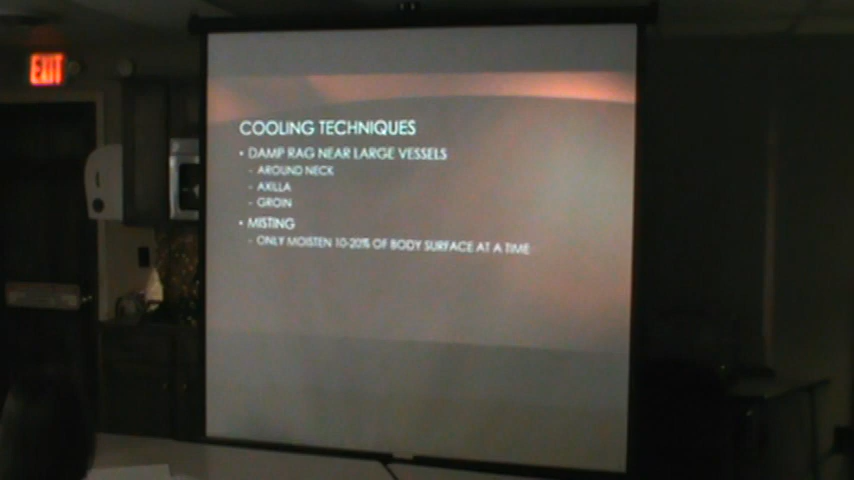 EXIT
COOLING TECHNIQUES
• DAMP RAG NEAR LARGE VESSELS
- AROUND NECK
- AXILLA
- GROIN
• MISTING
- ONLY MOISTEN 10-20% OF BODY SURFACE AT A TIME